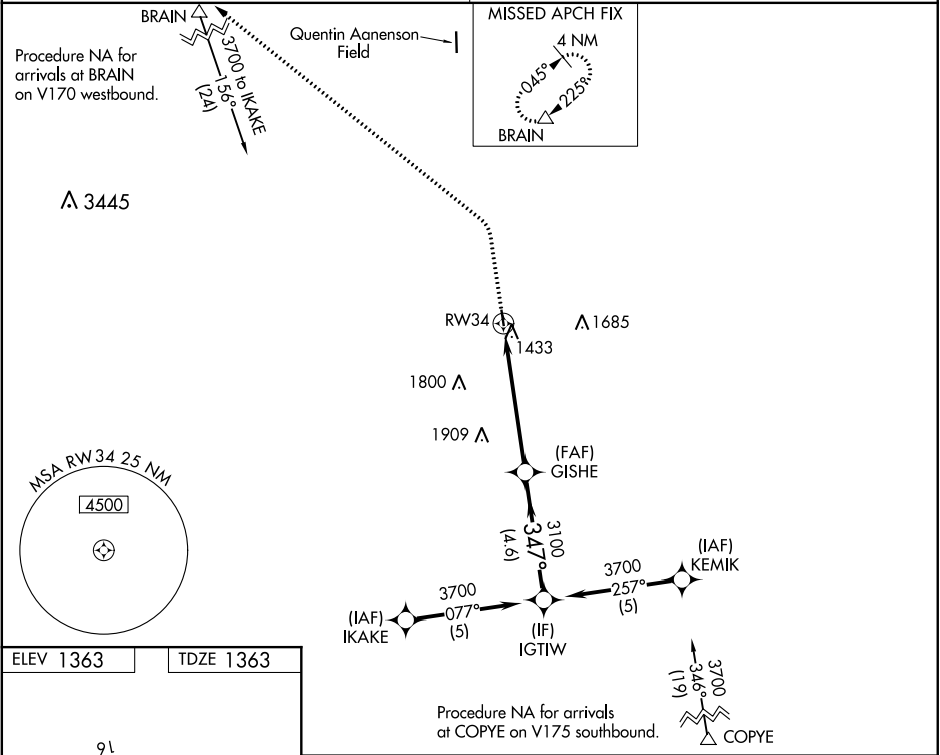 BRAIN
3700 to IKAKE
156°
(24)
Procedure NA for
arrivals at BRAIN
on V170 westbound.
Quentin Aanenson
Field
MISSED APCH FIX
4 NM
045°
225°
BRAIN
3445
RW34
1685
1433
1800
1909
(FAF)
GISHE
MSA RW34 25 NM
4500
3100
347°
(4.6)
(IAF)
KEMIK
3700
257°
(5)
3700
077°
(5)
(IAF)
IKAKE
(IF)
IGTIW
ELEV 1363
TDZE 1363
3700
346°
(19)
Procedure NA for arrivals
at COPYE on V175 southbound.
COPYE
16